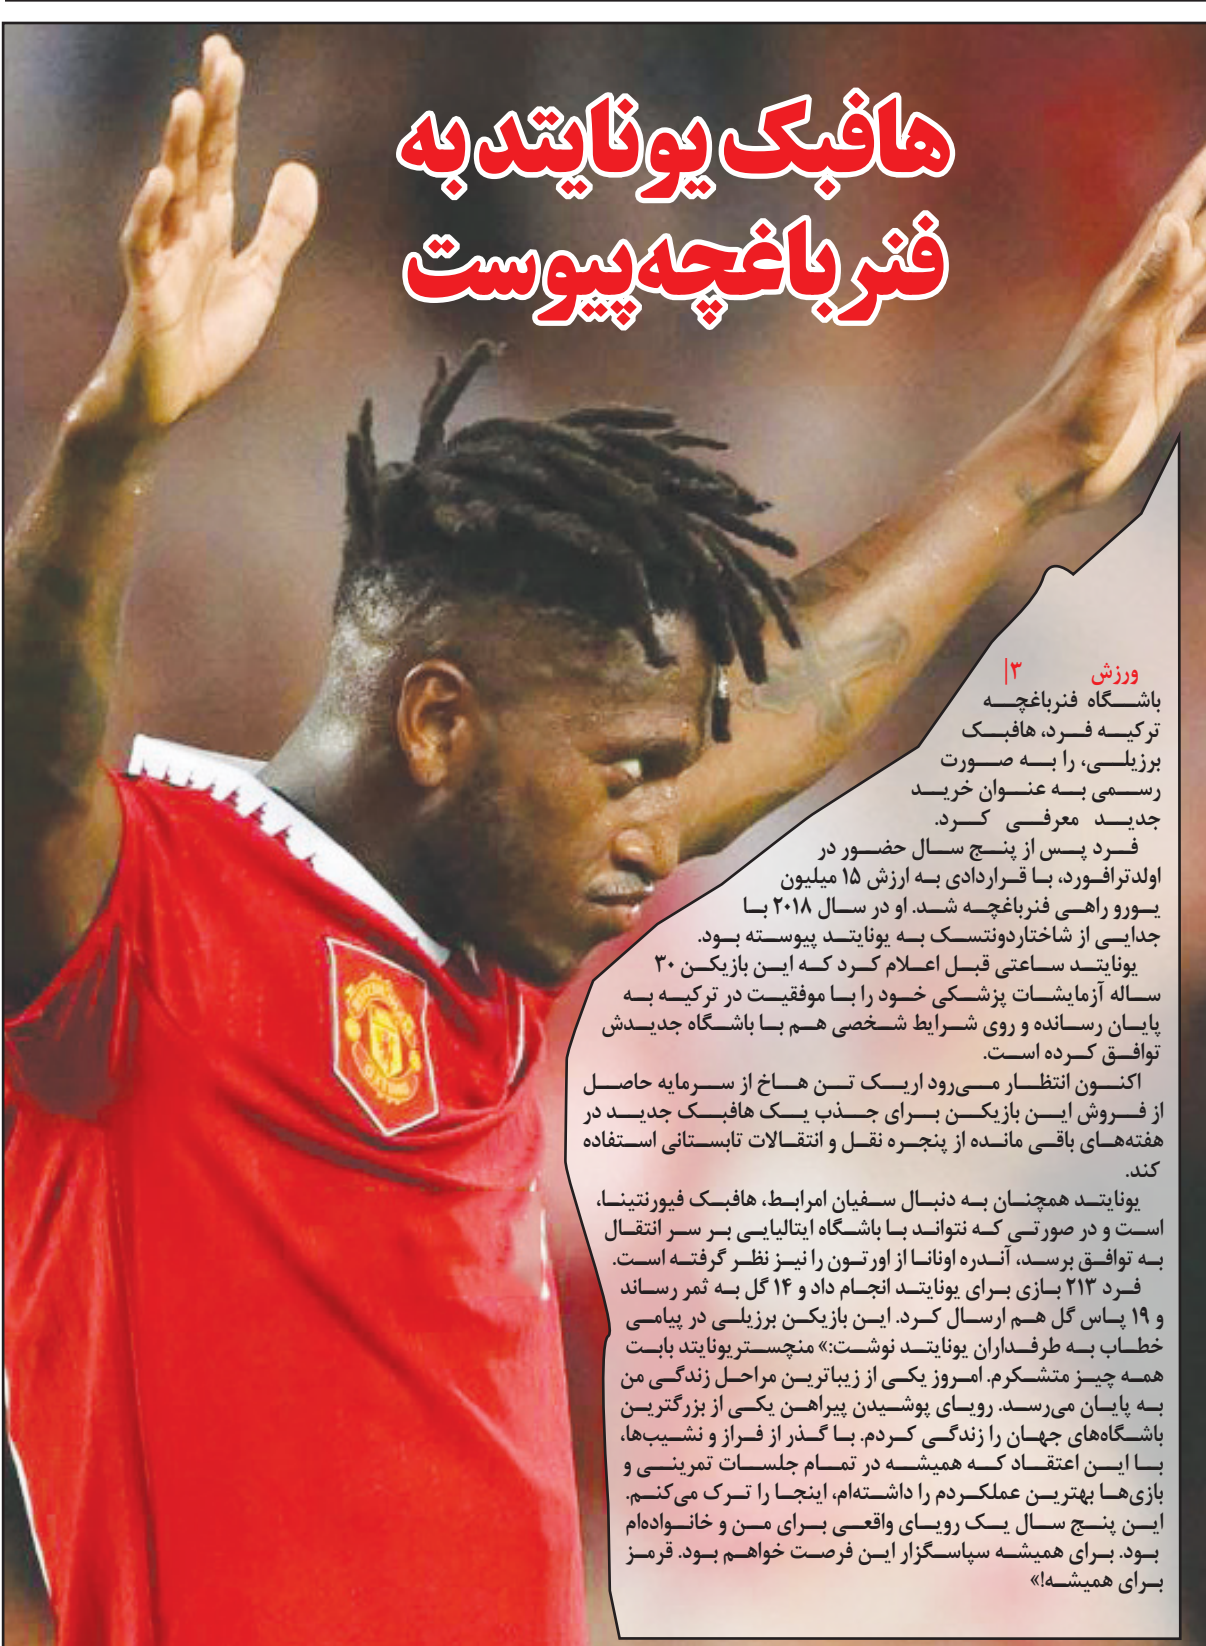 هافبک یونایتد به
فنرباغچه پیوست
ورزش ۳|
باشگاه فنرباغچه
ترکیه فرد، هافبک
برزیلی، را به صورت
رسمی به عنوان خرید
جدید معرفی کرد.
فرد پس از پنج سال حضور در
اولدترافورد، با قراردادی به ارزش ۱۵ میلیون
یورو راهی فنرباغچه شد. او در سال ۲۰۱۸ با
جدایی از شاختاردونتسک به یونایتد پیوسته بود.
یونایتد ساعتی قبل اعلام کرد که این بازیکن ۳۰
ساله آزمایشات پزشکی خود را با موفقیت در ترکیه به
پایان رسانده و روی شرایط شخصی هم با باشگاه جدیدش
توافق کرده است.
اکنون انتظار می‌رود اریک تن هاخ از سرمایه حاصل
از فروش این بازیکن برای جذب یک هافبک جدید در
هفته‌های باقی مانده از پنجره نقل و انتقالات تابستانی استفاده
کند.
یونایتد همچنان به دنبال سفیان امرابط، هافبک فیورنتینا،
است و در صورتی که نتواند با باشگاه ایتالیایی بر سر انتقال
به توافق برسد، آندره اونانا از اورتون را نیز نظر گرفته است.
فرد ۲۱۳ بازی برای یونایتد انجام داد و ۱۴ گل به ثمر رساند
و ۱۹ پاس گل هم ارسال کرد. این بازیکن برزیلی در پیامی
خطاب به طرفداران یونایتد نوشت:» منچستریونایتد بابت
همه چیز متشکرم. امروز یکی از زیباترین مراحل زندگی من
به پایان می‌رسد. رویای پوشیدن پیراهن یکی از بزرگترین
باشگاه‌های جهان را زندگی کردم. با گذر از فراز و نشیب‌ها،
با این اعتقاد که همیشه در تمام جلسات تمرینی و
بازی‌ها بهترین عملکردم را داشته‌ام، اینجا را ترک می‌کنم.
این پنج سال یک رویای واقعی برای من و خانواده‌ام
بود. برای همیشه سپاسگزار این فرصت خواهم بود. قرمز
برای همیشه!»